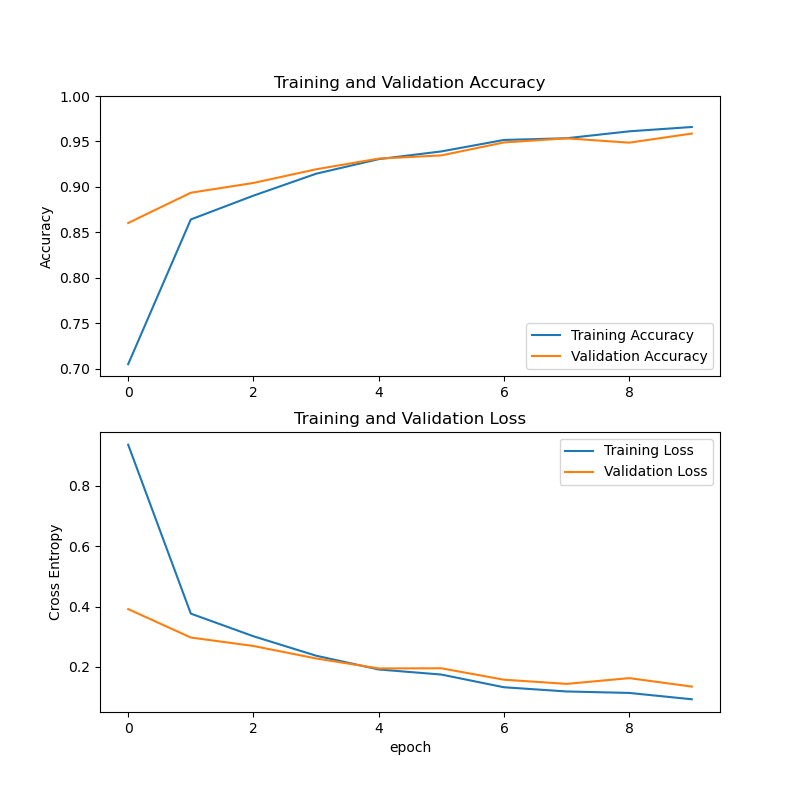 Training and Validation Accuracy
1.00
0.95
0.90
0.85
0.80
0.75
0.70
Accuracy
Training Accuracy
Validation Accuracy
0 2 4 6 8
Training and Validation Loss
0.8
0.6
0.4
0.2
Cross Entropy
Training Loss
Validation Loss
0 2 4 6 8
epoch